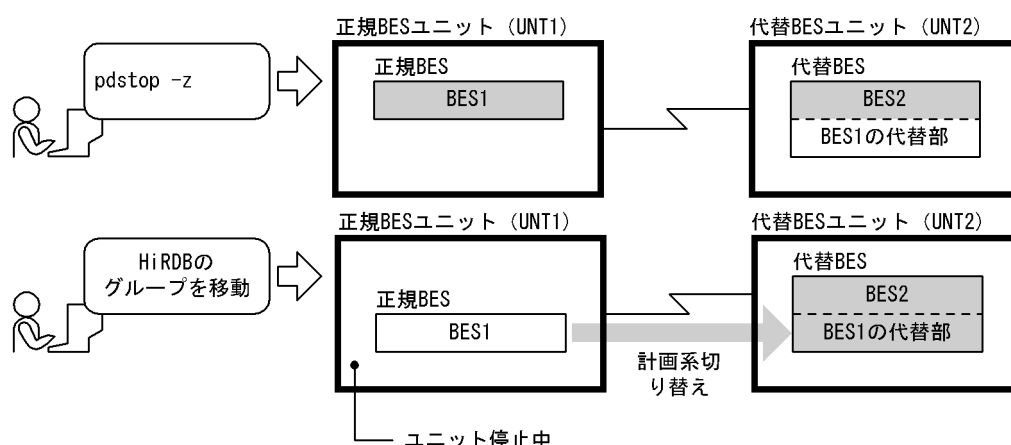 正規BESユニット（UNT1）
代替BESユニット（UNT2）
pdstop -z
正規BES
BES1
代替BES
BES2
BES1の代替部
正規BESユニット（UNT1）
代替BESユニット（UNT2）
HiRDBの
グループを移動
正規BES
BES1
代替BES
BES2
BES1の代替部
計画系切
り替え
ユニット停止中